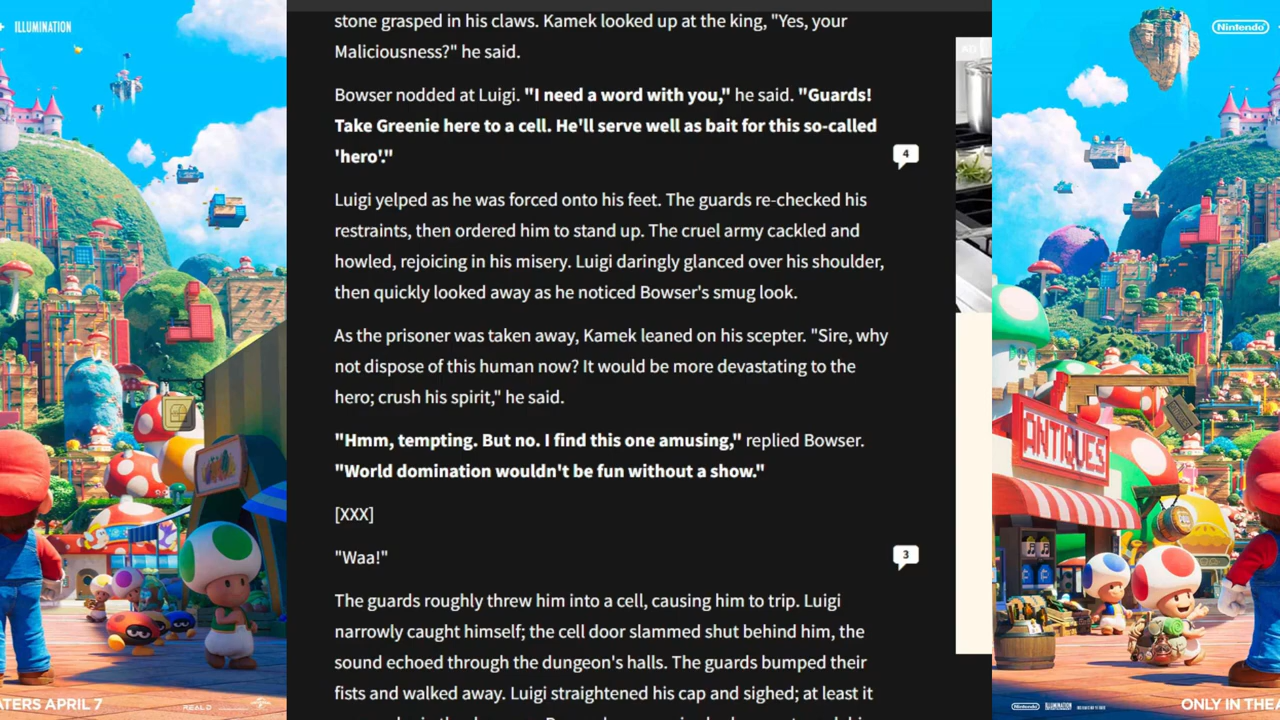 ILLUMINATION
Nintendo
stone grasped in his claws. Kamek looked up at the king, "Yes, your
Maliciousness?" he said.
Bowser nodded at Luigi. "I need a word with you," he said. "Guards!
Take Greenie here to a cell. He'll serve well as bait for this so-called
'hero'."
4
Luigi yelped as he was forced onto his feet. The guards re-checked his
restraints, then ordered him to stand up. The cruel army cackled and
howled, rejoicing in his misery. Luigi daringly glanced over his shoulder,
then quickly looked away as he noticed Bowser's smug look.
As the prisoner was taken away, Kamek leaned on his scepter. "Sire, why
not dispose of this human now? It would be more devastating to the
hero; crush his spirit," he said.
"Hmm, tempting. But no. I find this one amusing," replied Bowser.
"World domination wouldn't be fun without a show."
[XXX]
"Waa!"
3
The guards roughly threw him into a cell, causing him to trip. Luigi
narrowly caught himself; the cell door slammed shut behind him, the
sound echoed through the dungeon's halls. The guards bumped their
fists and walked away. Luigi straightened his cap and sighed; at least it
ANTIQUES
ATERS APRIL 7
REAL D
Nintendo
ILLUMINATION
ONLY IN THEA